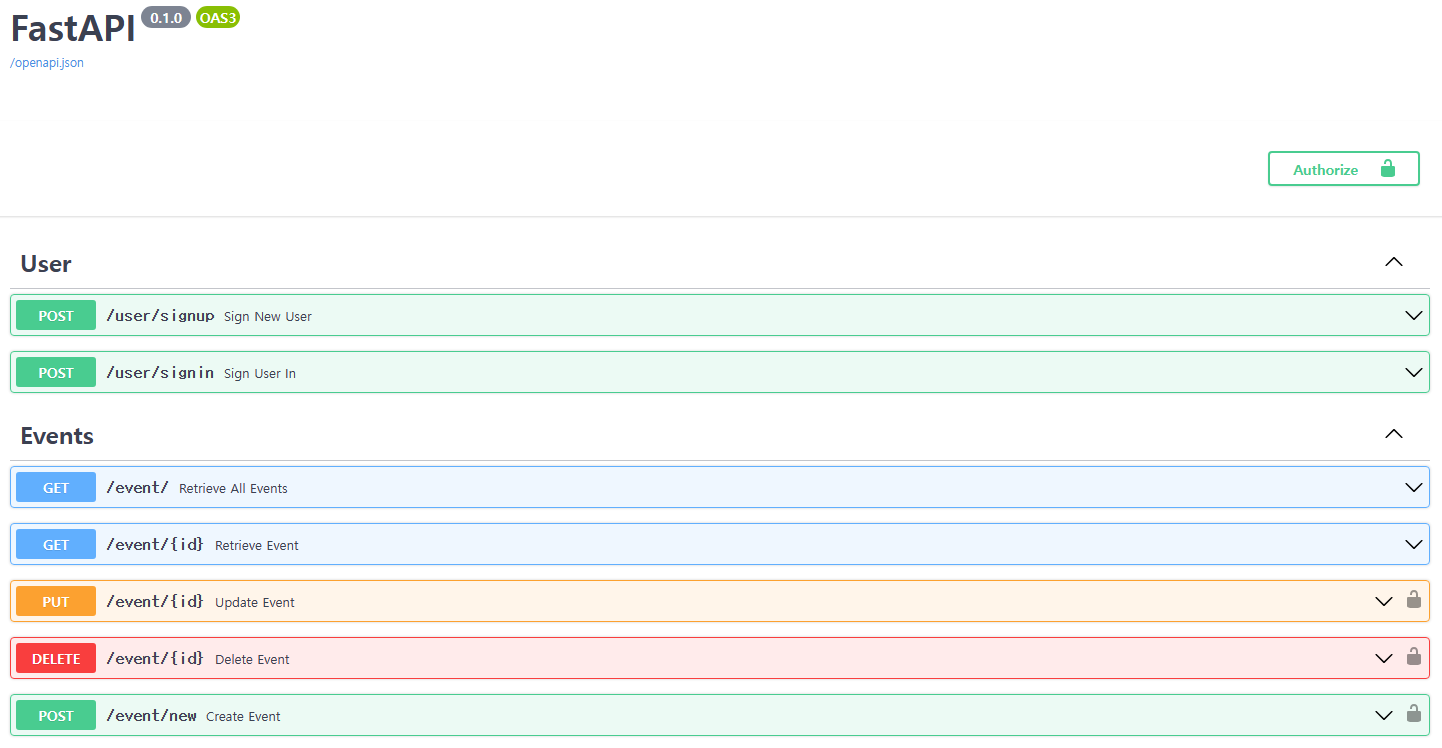 FastAPI 0.1.0 OAS3
/openapi.json
Authorize
User
POST /user/signup Sign New User
POST /user/signin Sign User In
Events
GET /event/ Retrieve All Events
GET /event/{id} Retrieve Event
PUT /event/{id} Update Event
DELETE /event/{id} Delete Event
POST /event/new Create Event